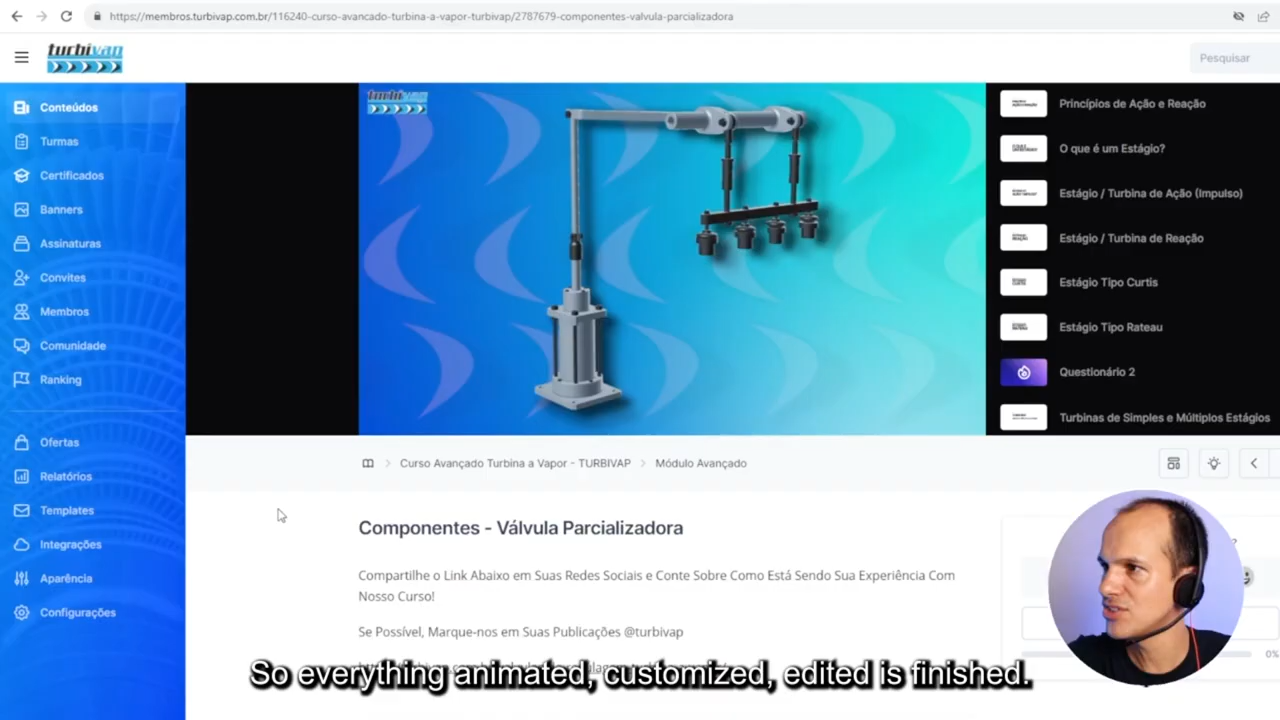 https://membros.turbivap.com.br/116240-curso-avancado-turbina-a-vapor-turbivap/2787679-componentes-valvula-parcializadora
turbivap
Pesquisar
Conteúdos
Turmas
Certificados
Banners
Assinaturas
Convites
Membros
Comunidade
Ranking
Ofertas
Relatórios
Templates
Integrações
Aparência
Configurações
turbivap
Princípios de Ação e Reação
O que é um Estágio?
Estágio / Turbina de Ação (Impulso)
Estágio / Turbina de Reação
Estágio Tipo Curtis
Estágio Tipo Rateau
Questionário 2
Turbinas de Simples e Múltiplos Estágios
Curso Avançado Turbina a Vapor - TURBIVAP
Módulo Avançado
Componentes - Válvula Parcializadora
Compartilhe o Link Abaixo em Suas Redes Sociais e Conte Sobre Como Está Sendo Sua Experiência Com
Nosso Curso!
Se Possível, Marque-nos em Suas Publicações @turbivap
0%
So everything animated, customized, edited is finished.